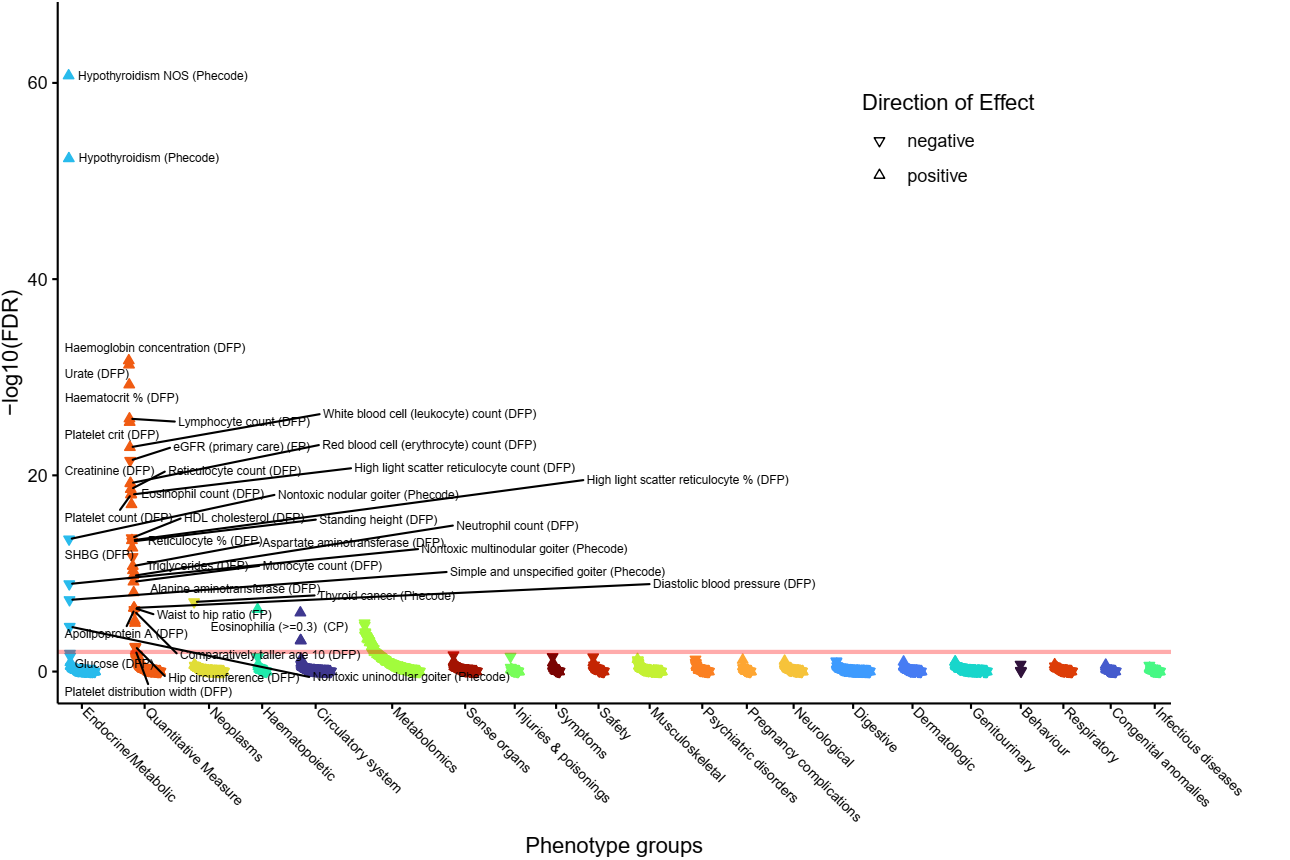 60
Hypothyroidism NOS (Phecode)
Direction of Effect
negative
Hypothyroidism (Phecode)
positive
40
−log10(FDR)
Haemoglobin concentration (DFP)
Urate (DFP)
Haematocrit % (DFP)
White blood cell (leukocyte) count (DFP)
Lymphocyte count (DFP)
Platelet crit (DFP)
eGFR (primary care) (FP)
Red blood cell (erythrocyte) count (DFP)
Creatinine (DFP)
Reticulocyte count (DFP)
High light scatter reticulocyte count (DFP)
20
High light scatter reticulocyte % (DFP)
Eosinophil count (DFP)
Nontoxic nodular goiter (Phecode)
Platelet count (DFP)
HDL cholesterol (DFP)
Standing height (DFP)
Neutrophil count (DFP)
Reticulocyte % (DFP)
Aspartate aminotransferase (DFP)
Nontoxic multinodular goiter (Phecode)
SHBG (DFP)
Triglycerides (DFP)
Monocyte count (DFP)
Simple and unspecified goiter (Phecode)
Diastolic blood pressure (DFP)
Alanine aminotransferase (DFP)
Thyroid cancer (Phecode)
Waist to hip ratio (FP)
Eosinophilia (>=0.3) (CP)
Apolipoprotein A (DFP)
Comparatively taller age 10 (DFP)
Glucose (DFP)
0
Hip circumference (DFP)
Nontoxic uninodular goiter (Phecode)
Platelet distribution width (DFP)
Endocrine/Metabolic
Quantitative Measure
Neoplasms
Haematopoietic
Circulatory system
Metabolomics
Sense organs
Injuries & poisonings
Symptoms
Safety
Musculoskeletal
Psychiatric disorders
Pregnancy complications
Neurological
Digestive
Dermatologic
Genitourinary
Behaviour
Respiratory
Congenital anomalies
Infectious diseases
Phenotype groups